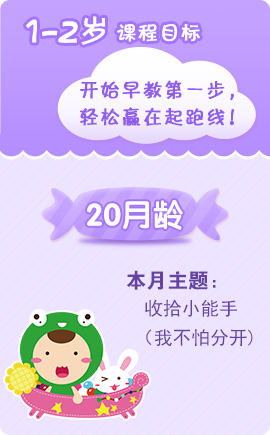 1-2岁 课程目标
开始早教第一步，
轻松赢在起跑线！
20月龄
本月主题：
收拾小能手
（我不怕分开）